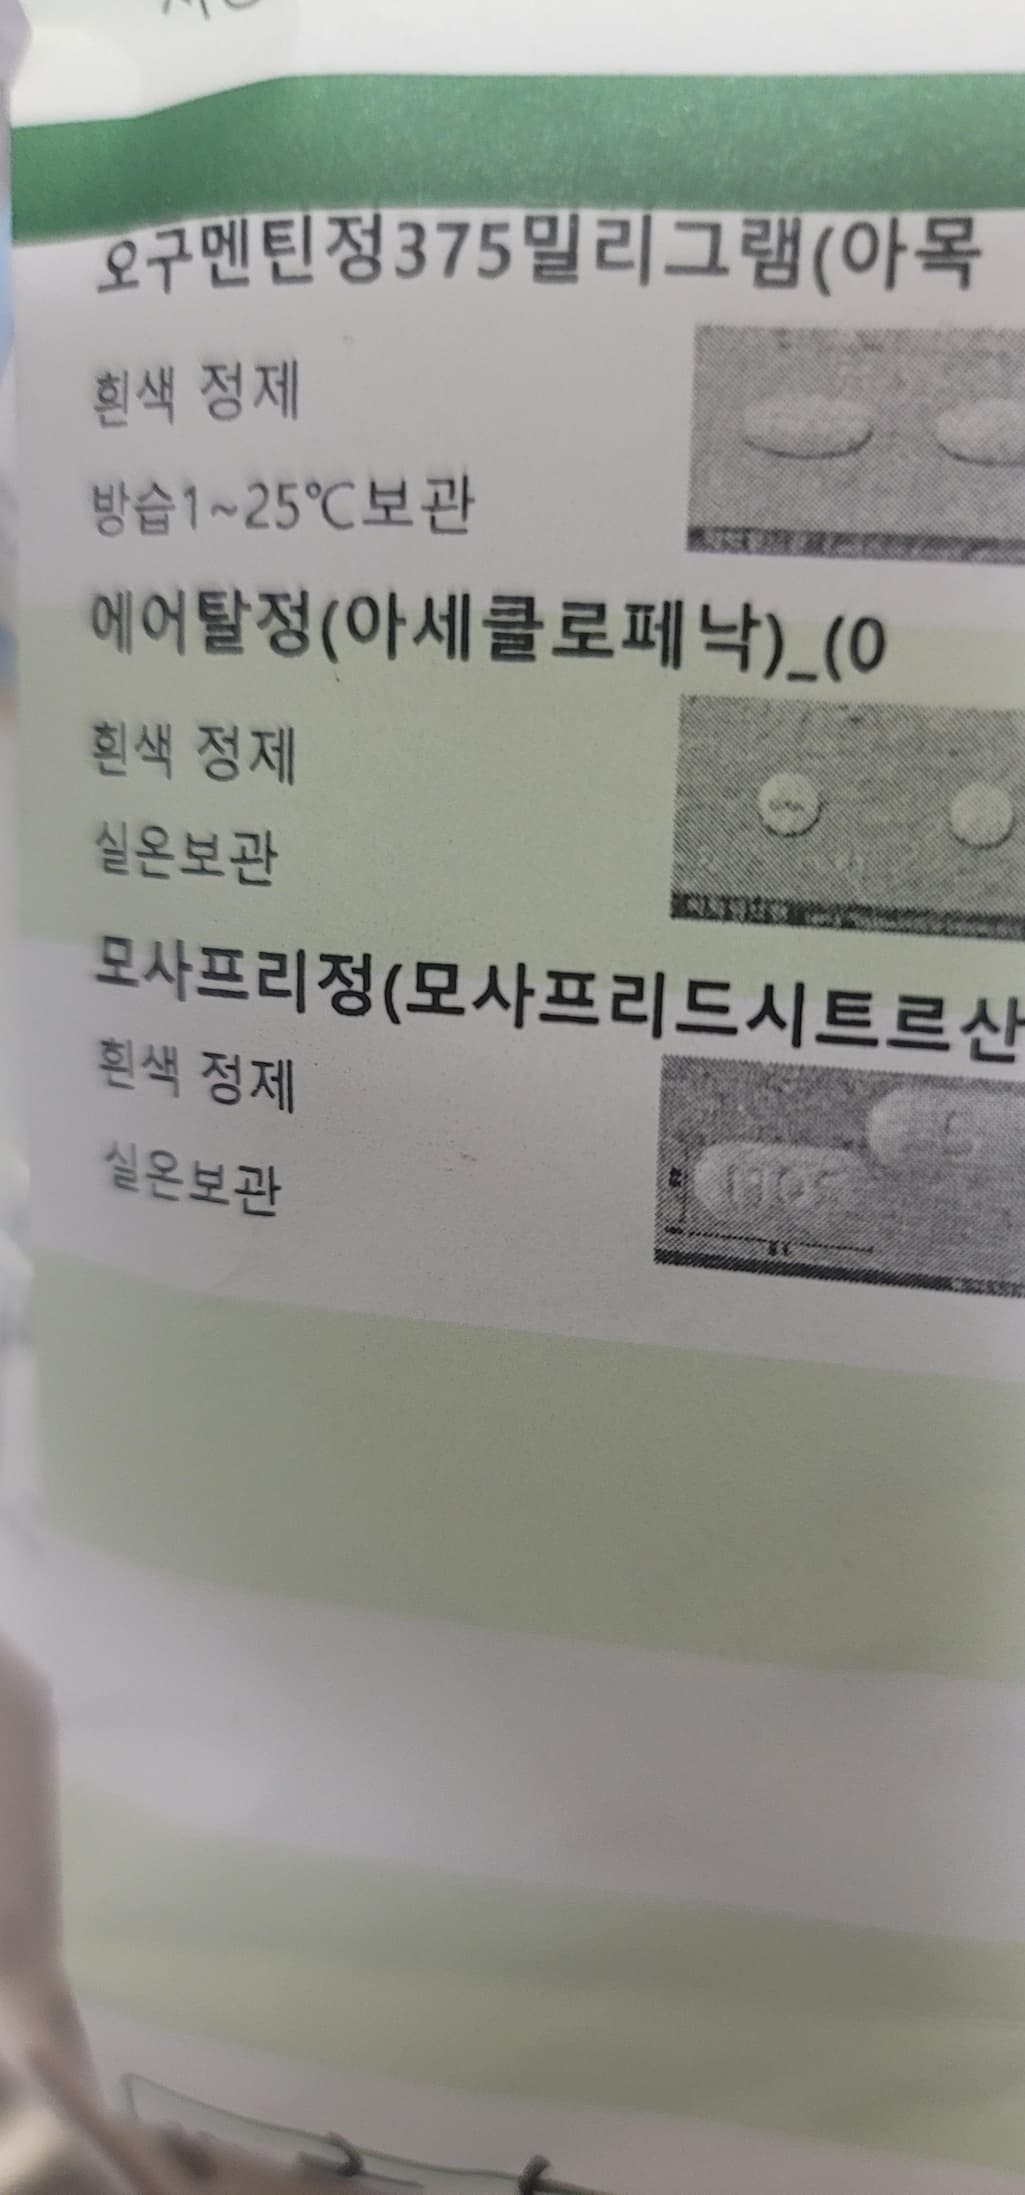 오구멘틴정375밀리그램(아목
흰색 정제
방습1~25℃보관
에어탈정(아세클로페낙)_(0
흰색 정제
실온보관
모사프리정(모사프리드시트르산
흰색 정제
실온보관